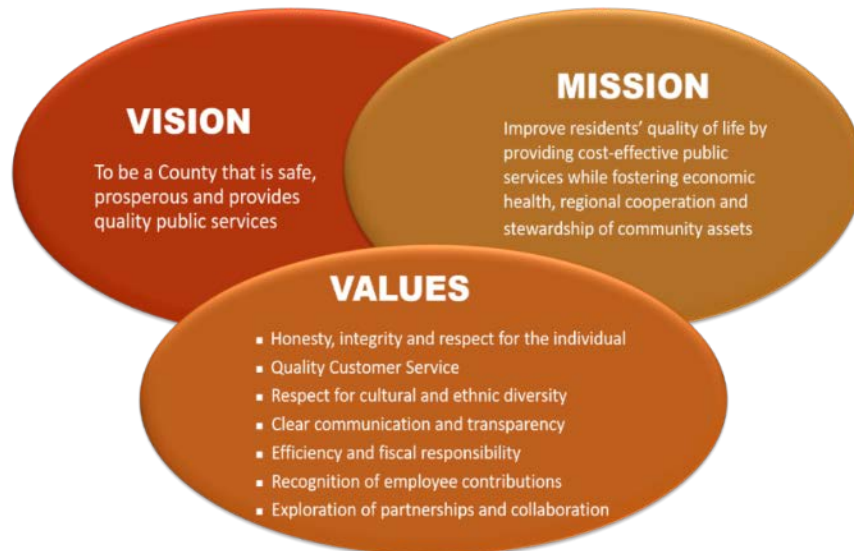 VISION
To be a County that is safe,
prosperous and provides
quality public services
MISSION
Improve residents’ quality of life by
providing cost-effective public
services while fostering economic
health, regional cooperation and
stewardship of community assets
VALUES
▪ Honesty, integrity and respect for the individual
▪ Quality Customer Service
▪ Respect for cultural and ethnic diversity
▪ Clear communication and transparency
▪ Efficiency and fiscal responsibility
▪ Recognition of employee contributions
▪ Exploration of partnerships and collaboration